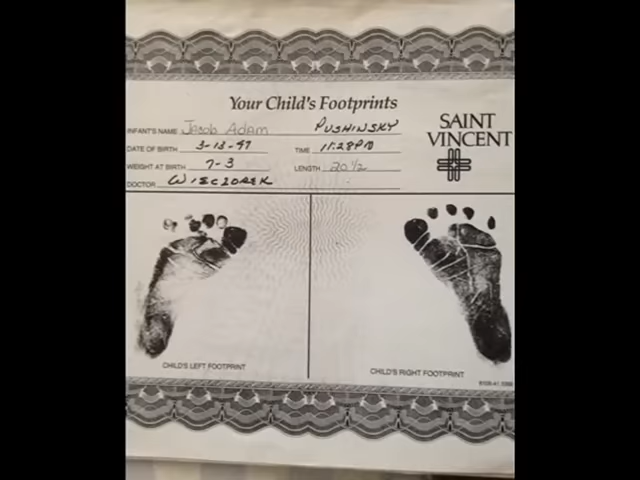 Your Child's Footprints
INFANT'S NAME Jacob Adam PUSHINSKY
SAINT VINCENT
DATE OF BIRTH 3-13-97 TIME 11:28PM
WEIGHT AT BIRTH 7-3 LENGTH 20 1/2
DOCTOR WIECZOREK
CHILD'S LEFT FOOTPRINT
CHILD'S RIGHT FOOTPRINT